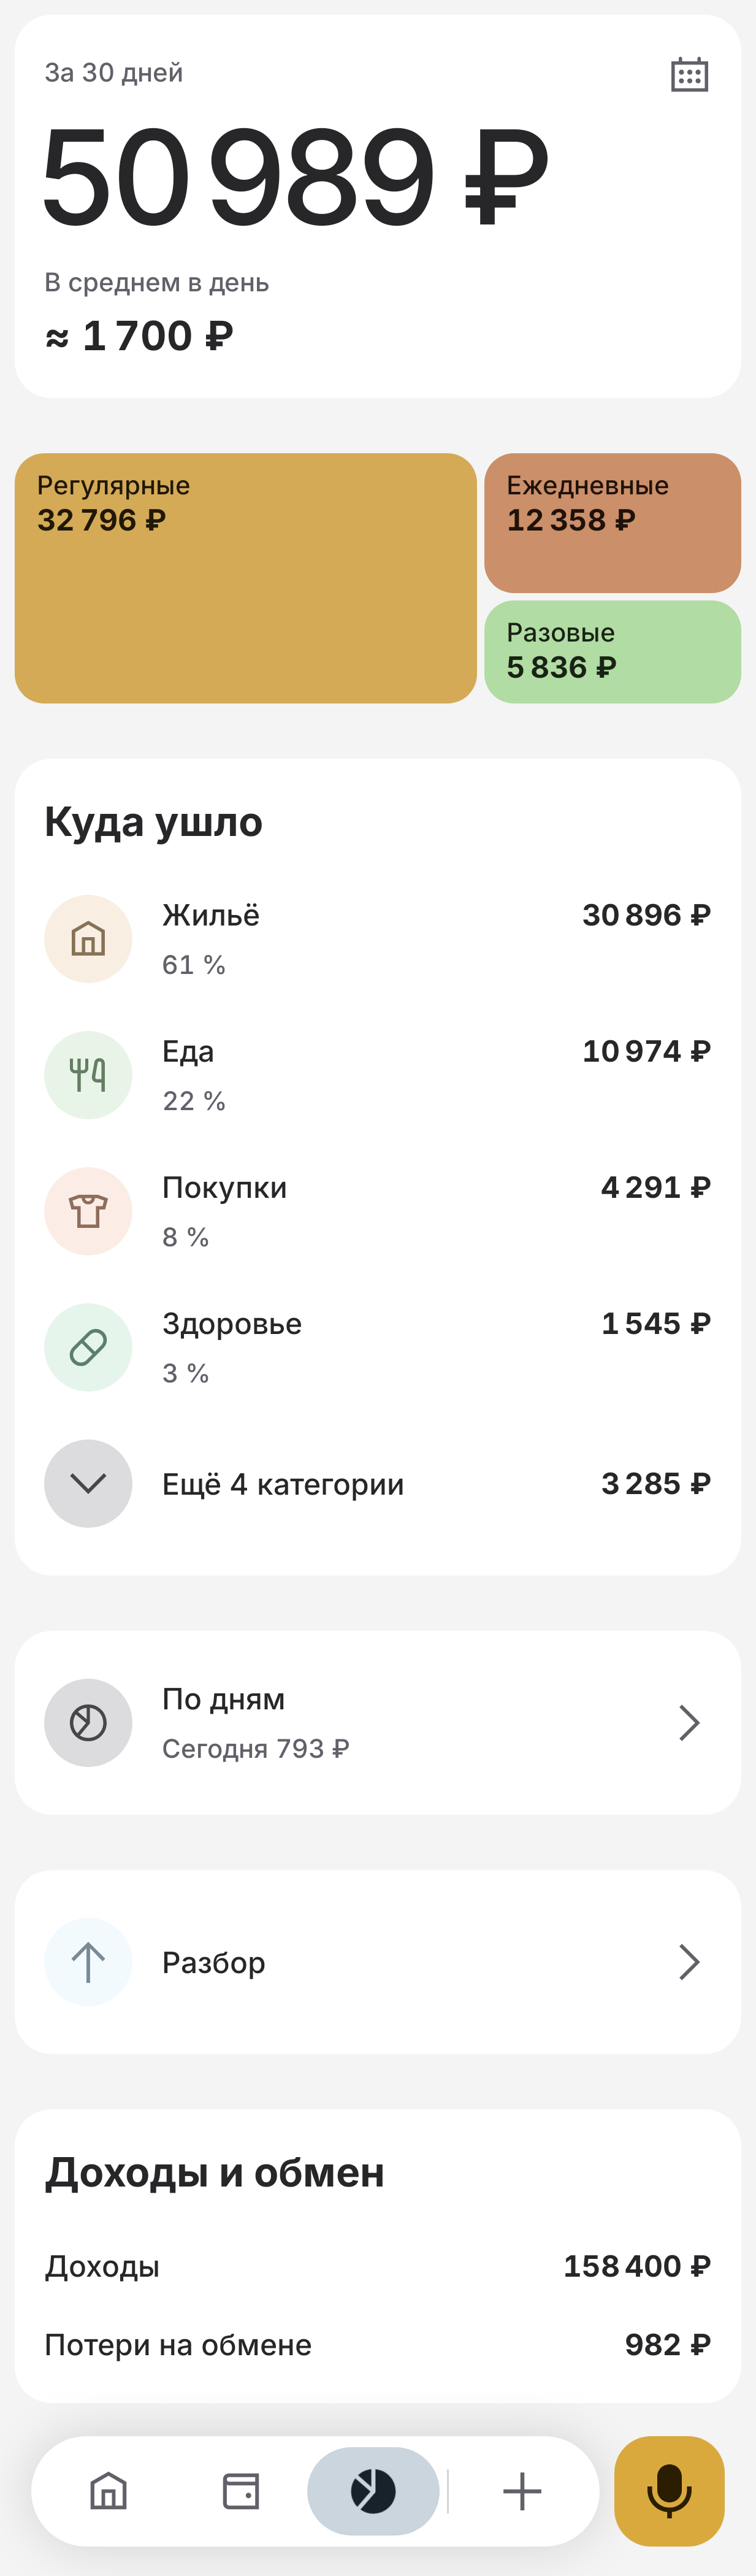 За 30 дней
50 989 ₽
В среднем в день
≈ 1 700 ₽
Регулярные
32 796 ₽
Ежедневные
12 358 ₽
Разовые
5 836 ₽
Куда ушло
Жильё 30 896 ₽
61 %
Еда 10 974 ₽
22 %
Покупки 4 291 ₽
8 %
Здоровье 1 545 ₽
3 %
Ещё 4 категории 3 285 ₽
По дням
Сегодня 793 ₽
Разбор
Доходы и обмен
Доходы 158 400 ₽
Потери на обмене 982 ₽